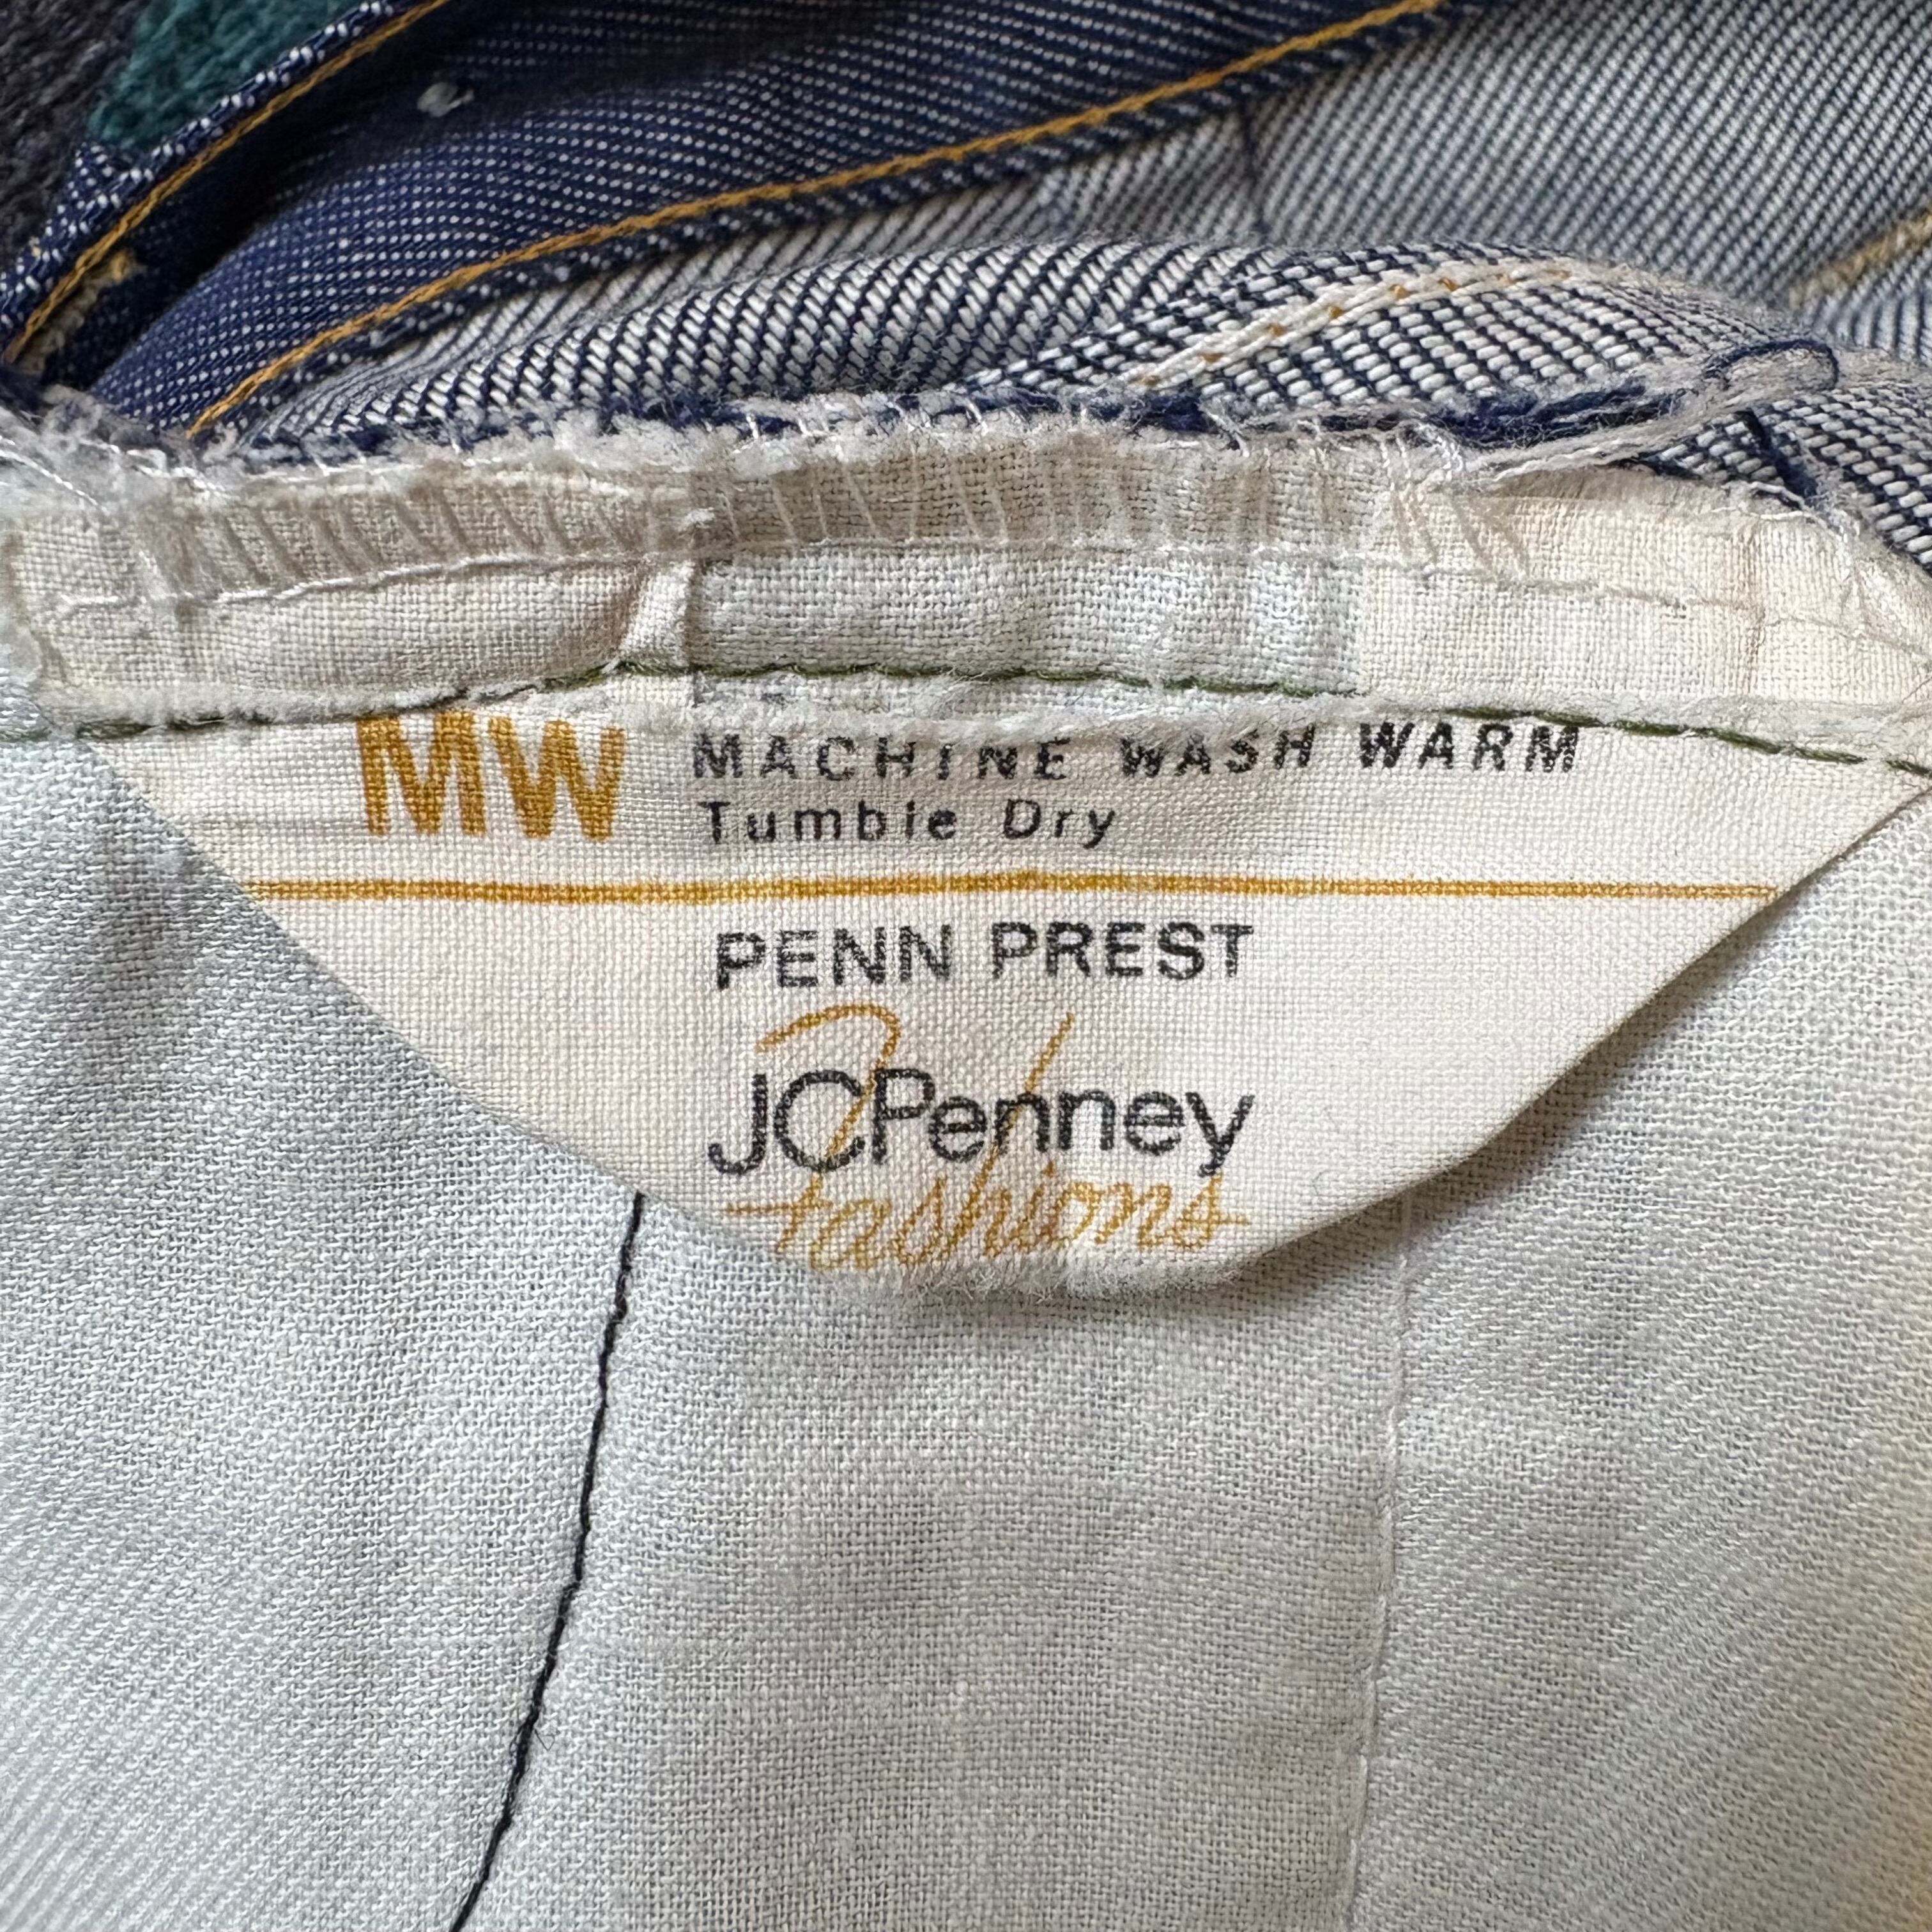 MW MACHINE WASH WARM
Tumble Dry
PENN PREST
JCPenney
fashions